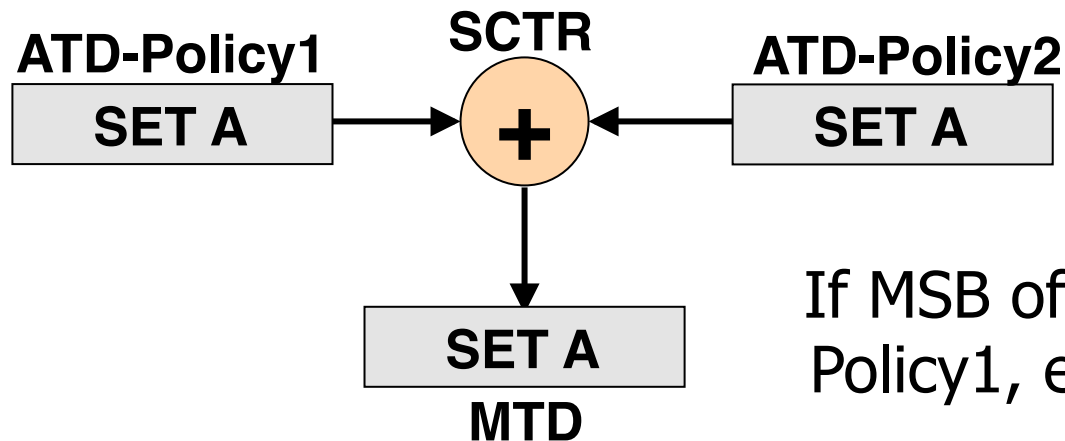 SCTR
ATD-Policy1
ATD-Policy2
SET A
+
SET A
If MSB of
SET A
Policy1,
MTD